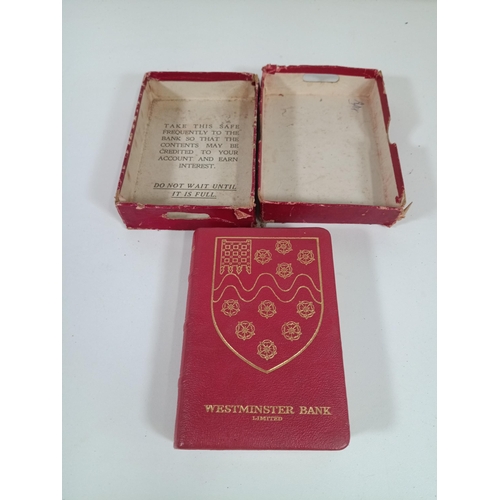 TAKE THIS SAFE
FREQUENTLY TO THE
BANK SO THAT THE
CONTENTS MAY BE
CREDITED TO YOUR
ACCOUNT AND EARN
INTEREST.
DO NOT WAIT UNTIL
IT IS FULL.
WESTMINSTER BANK
LIMITED